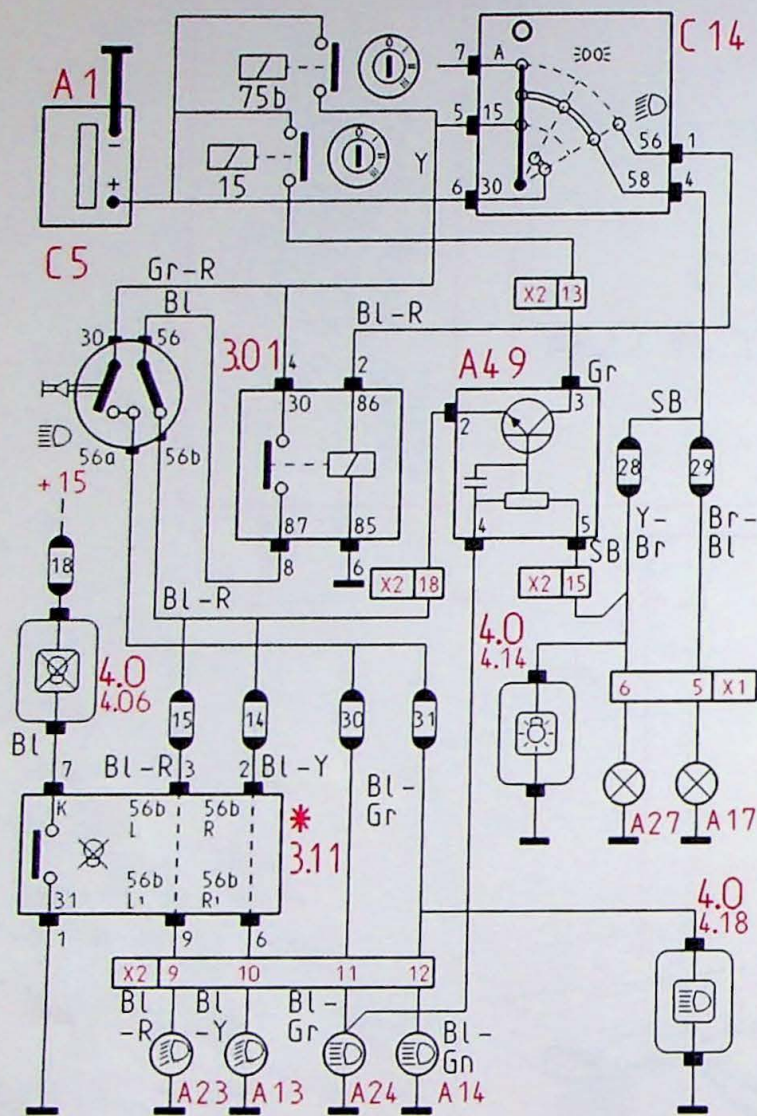 C 14
A 1
75b
7
A
15
5
15
Y
6
30
56
1
58
4
C 5
Gr-R
Bl
30
56
Bl-R
X2 13
3.01
A49
Gr
4
2
30
86
2
3
SB
28
29
56a
56b
+15
87
85
4
5
8
6
SB
Y-
Br
Br-
Bl
18
X2 18
X2 15
Bl-R
4.0
4.14
4.0
4.06
6
5
X1
15
14
30
31
Bl
7
Bl-R
3
2
Bl-Y
Bl-
Gr
A27
A17
K
56b
L
56b
R
*
3.11
31
56b
L'
56b
R'
4.0
4.18
1
9
6
X2
9
10
11
12
Bl
-R
Bl
-Y
Bl-
Gr
Bl-
Gn
A23
A13
A24
A14